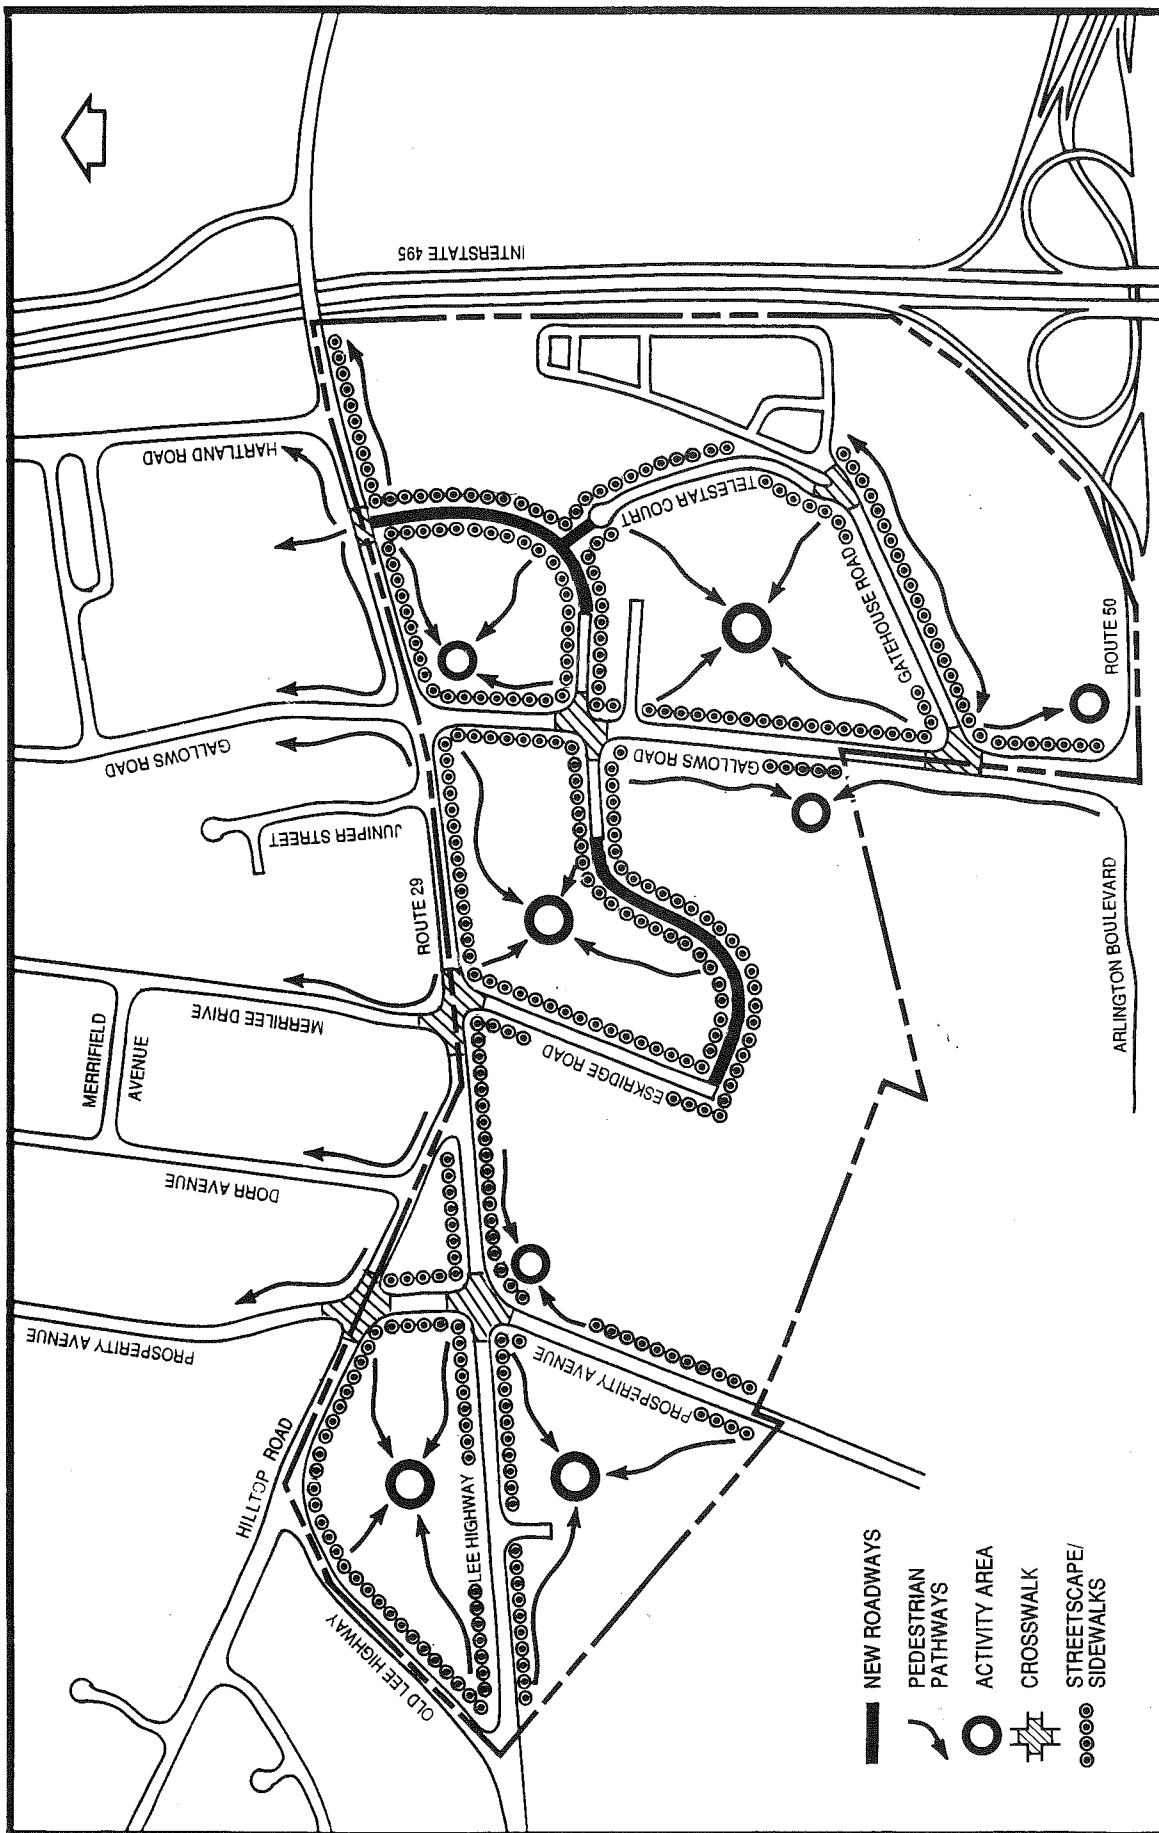 INTERSTATE 495
HARTLAND ROAD
TELESTAR COURT
GATEHOUSE ROAD
ROUTE 50
GALLOWS ROAD
GALLOWS ROAD
JUNIPER STREET
ROUTE 29
ARLINGTON BOULEVARD
MERRILEE DRIVE
MERRIFIELD
AVENUE
ESKRIDGE ROAD
DORR AVENUE
PROSPERITY AVENUE
PROSPERITY AVENUE
HILLTOP ROAD
LEE HIGHWAY
OLD LEE HIGHWAY
NEW ROADWAYS
PEDESTRIAN
PATHWAYS
ACTIVITY AREA
CROSSWALK
STREETSCAPE/
SIDEWALKS